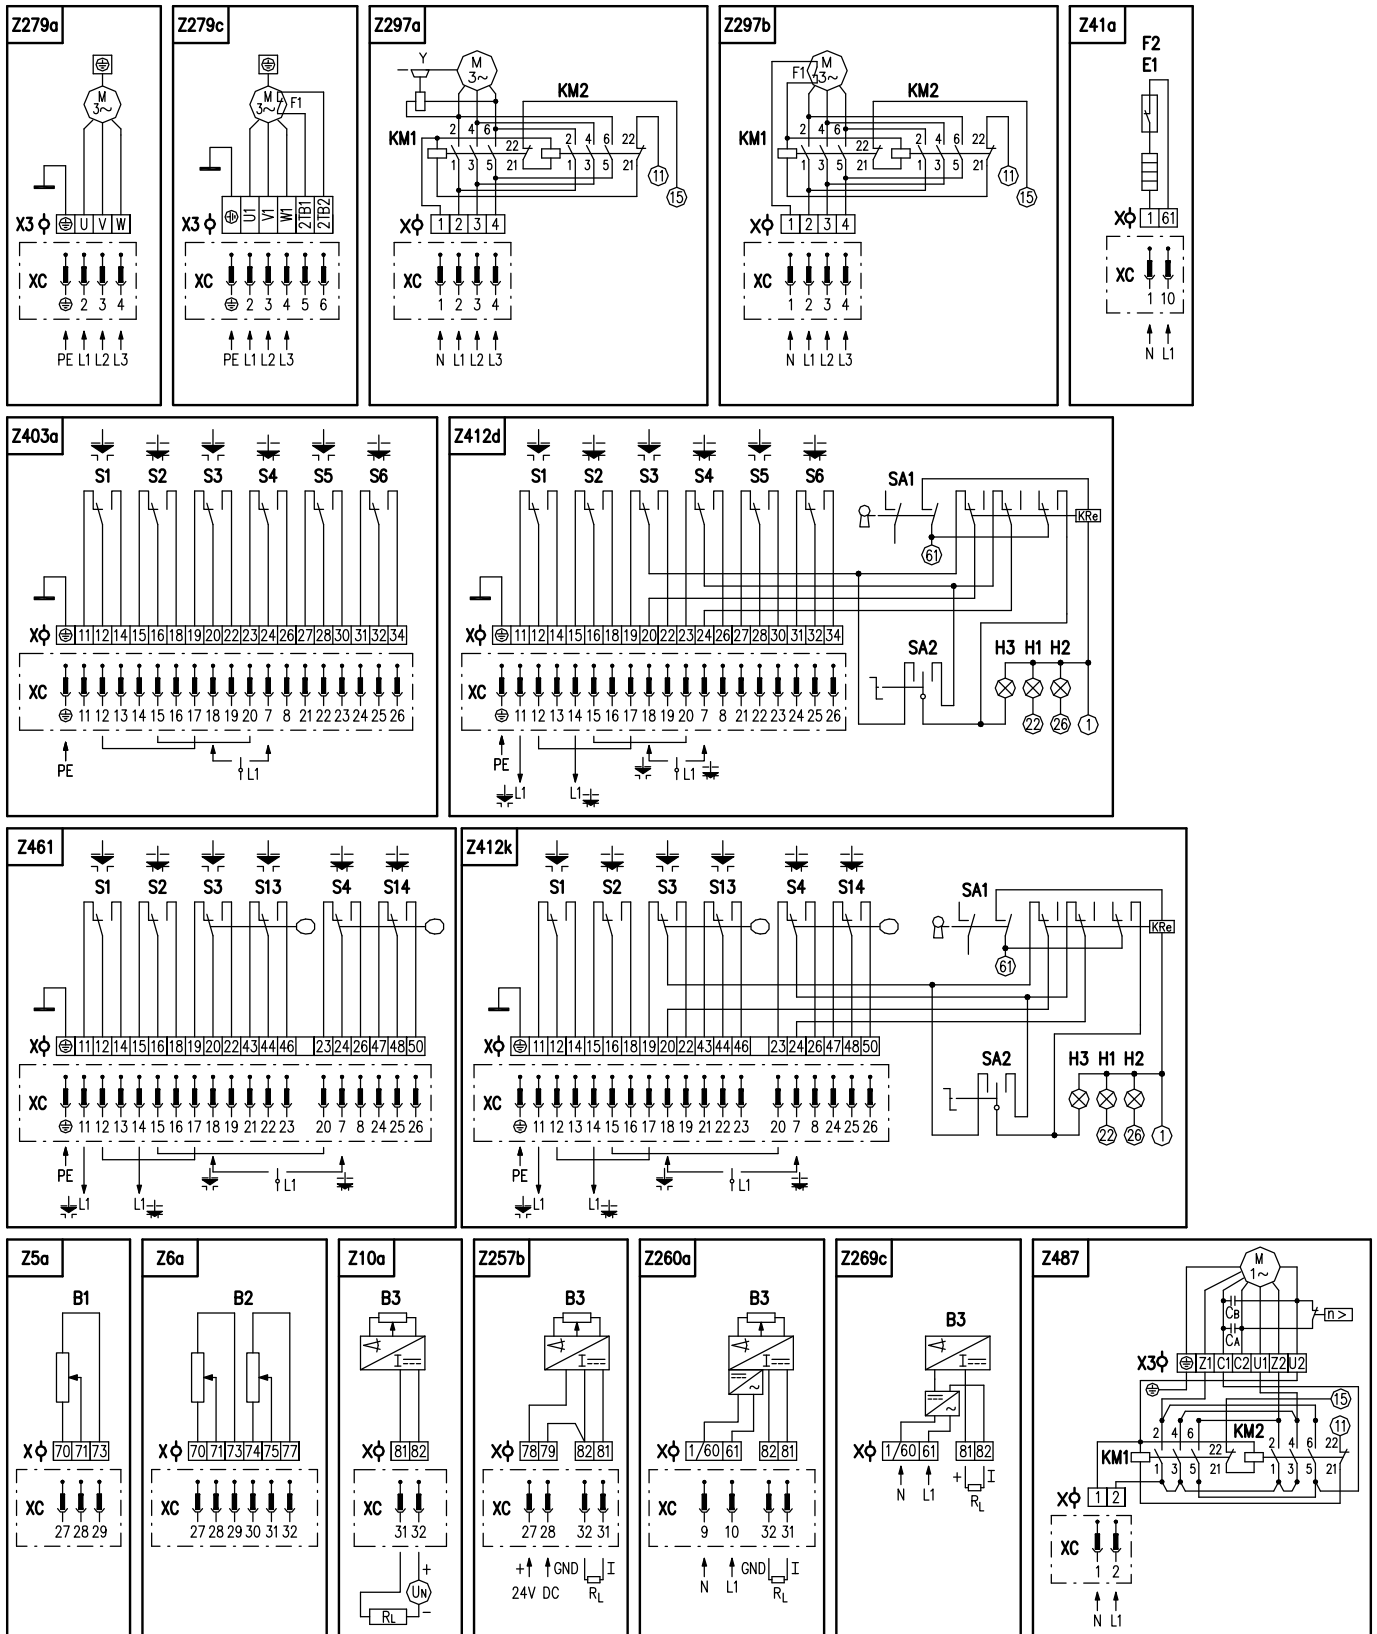 Z279a
M
3~
X3 ⏚ U V W
XC
⏚ 2 3 4
PE L1 L2 L3
Z279c
M
3~
F1
X3 ⏚ U1 V1 W1 2TB1 2TB2
XC
⏚ 2 3 4 5 6
PE L1 L2 L3
Z297a
Y
M
3~
KM2
KM1
2 4 6 22 2 4 6 22
1 3 5 21 1 3 5 21
11
15
X 1 2 3 4
XC
1 2 3 4
N L1 L2 L3
Z297b
F1
M
3~
KM2
KM1
2 4 6 22 2 4 6 22
1 3 5 21 1 3 5 21
11
15
X 1 2 3 4
XC
1 2 3 4
N L1 L2 L3
Z41a
F2
E1
X 1 61
XC
1 10
N L1
Z403a
S1 S2 S3 S4 S5 S6
X ⏚ 11 12 14 15 16 18 19 20 22 23 24 26 27 28 30 31 32 34
XC
⏚ 11 12 13 14 15 16 17 18 19 20 7 8 21 22 23 24 25 26
PE
L1
Z412d
S1 S2 S3 S4 S5 S6
SA1
KRe
61
X ⏚ 11 12 14 15 16 18 19 20 22 23 24 26 27 28 30 31 32 34
SA2
H3 H1 H2
XC
⏚ 11 12 13 14 15 16 17 18 19 20 7 8 21 22 23 24 25 26
22 26 1
PE
L1 L1 L1
Z461
S1 S2 S3 S13 S4 S14
X ⏚ 11 12 14 15 16 18 19 20 22 43 44 46 23 24 26 47 48 50
XC
⏚ 11 12 13 14 15 16 17 18 19 21 22 23 20 7 8 24 25 26
PE
L1 L1 L1
Z412k
S1 S2 S3 S13 S4 S14
SA1
KRe
61
X ⏚ 11 12 14 15 16 18 19 20 22 43 44 46 23 24 26 47 48 50
SA2
H3 H1 H2
XC
⏚ 11 12 13 14 15 16 17 18 19 21 22 23 20 7 8 24 25 26
22 26 1
PE
L1 L1 L1
Z5a
B1
X 70 71 73
XC
27 28 29
Z6a
B2
X 70 71 73 74 75 77
XC
27 28 29 30 31 32
Z10a
B3
I
X 81 82
XC
31 32
+
UN
RL −
Z257b
B3
I
X 78 79 82 81
XC
27 28 32 31
+ GND I
24V DC RL
Z260a
B3
I
~
X 1/60 61 82 81
XC
9 10 32 31
GND I
N L1 RL
Z269c
B3
I
~
X 1/60 61 81 82
+ I
N L1 RL
Z487
M
1~
CB
n>
CA
X3 ⏚ Z1 C1 C2 U1 Z2 U2
15
11
KM2
KM1
2 4 6 22 2 4 6 22
1 3 5 21 1 3 5 21
X 1 2
XC
1 2
N L1